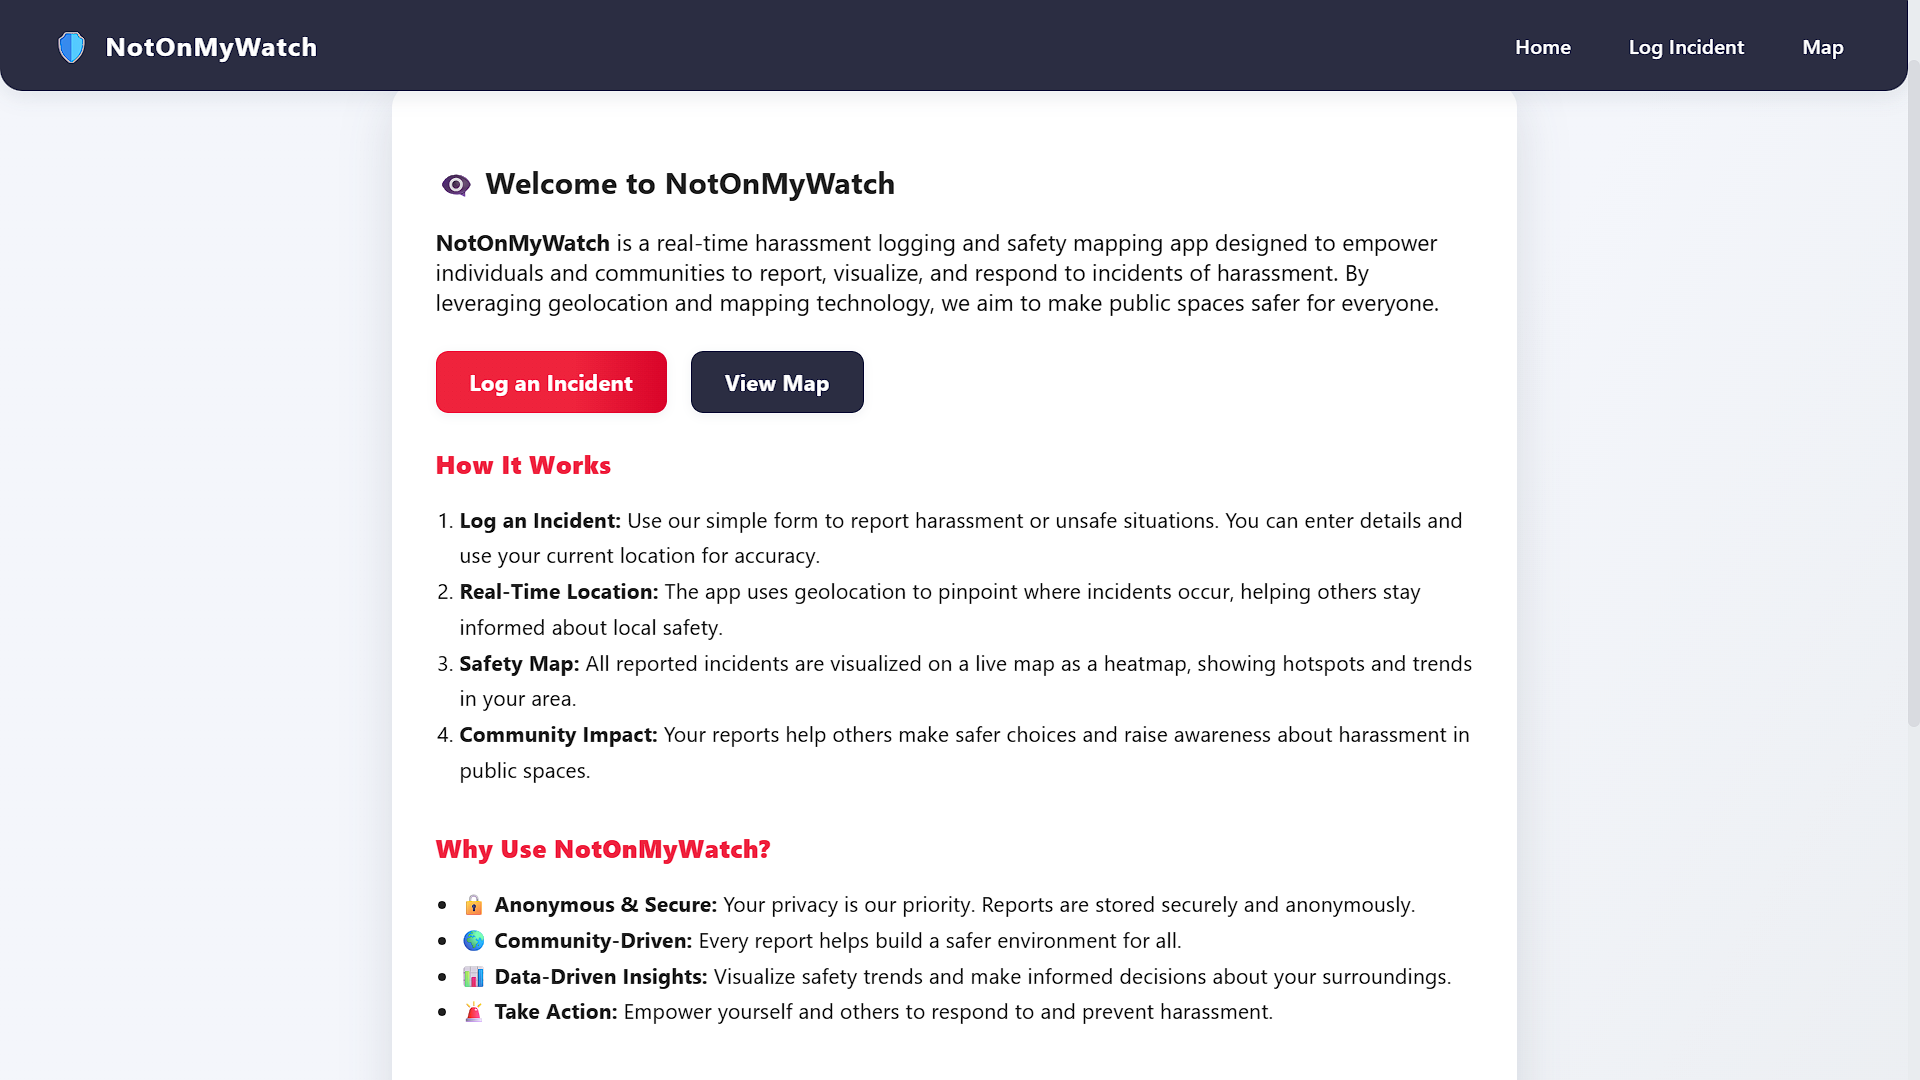 NotOnMyWatch
Home
Log Incident
Map
Welcome to NotOnMyWatch
NotOnMyWatch is a real-time harassment logging and safety mapping app designed to empower
individuals and communities to report, visualize, and respond to incidents of harassment. By
leveraging geolocation and mapping technology, we aim to make public spaces safer for everyone.
Log an Incident
View Map
How It Works
1. Log an Incident: Use our simple form to report harassment or unsafe situations. You can enter details and
use your current location for accuracy.
2. Real-Time Location: The app uses geolocation to pinpoint where incidents occur, helping others stay
informed about local safety.
3. Safety Map: All reported incidents are visualized on a live map as a heatmap, showing hotspots and trends
in your area.
4. Community Impact: Your reports help others make safer choices and raise awareness about harassment in
public spaces.
Why Use NotOnMyWatch?
• Anonymous & Secure: Your privacy is our priority. Reports are stored securely and anonymously.
• Community-Driven: Every report helps build a safer environment for all.
• Data-Driven Insights: Visualize safety trends and make informed decisions about your surroundings.
• Take Action: Empower yourself and others to respond to and prevent harassment.